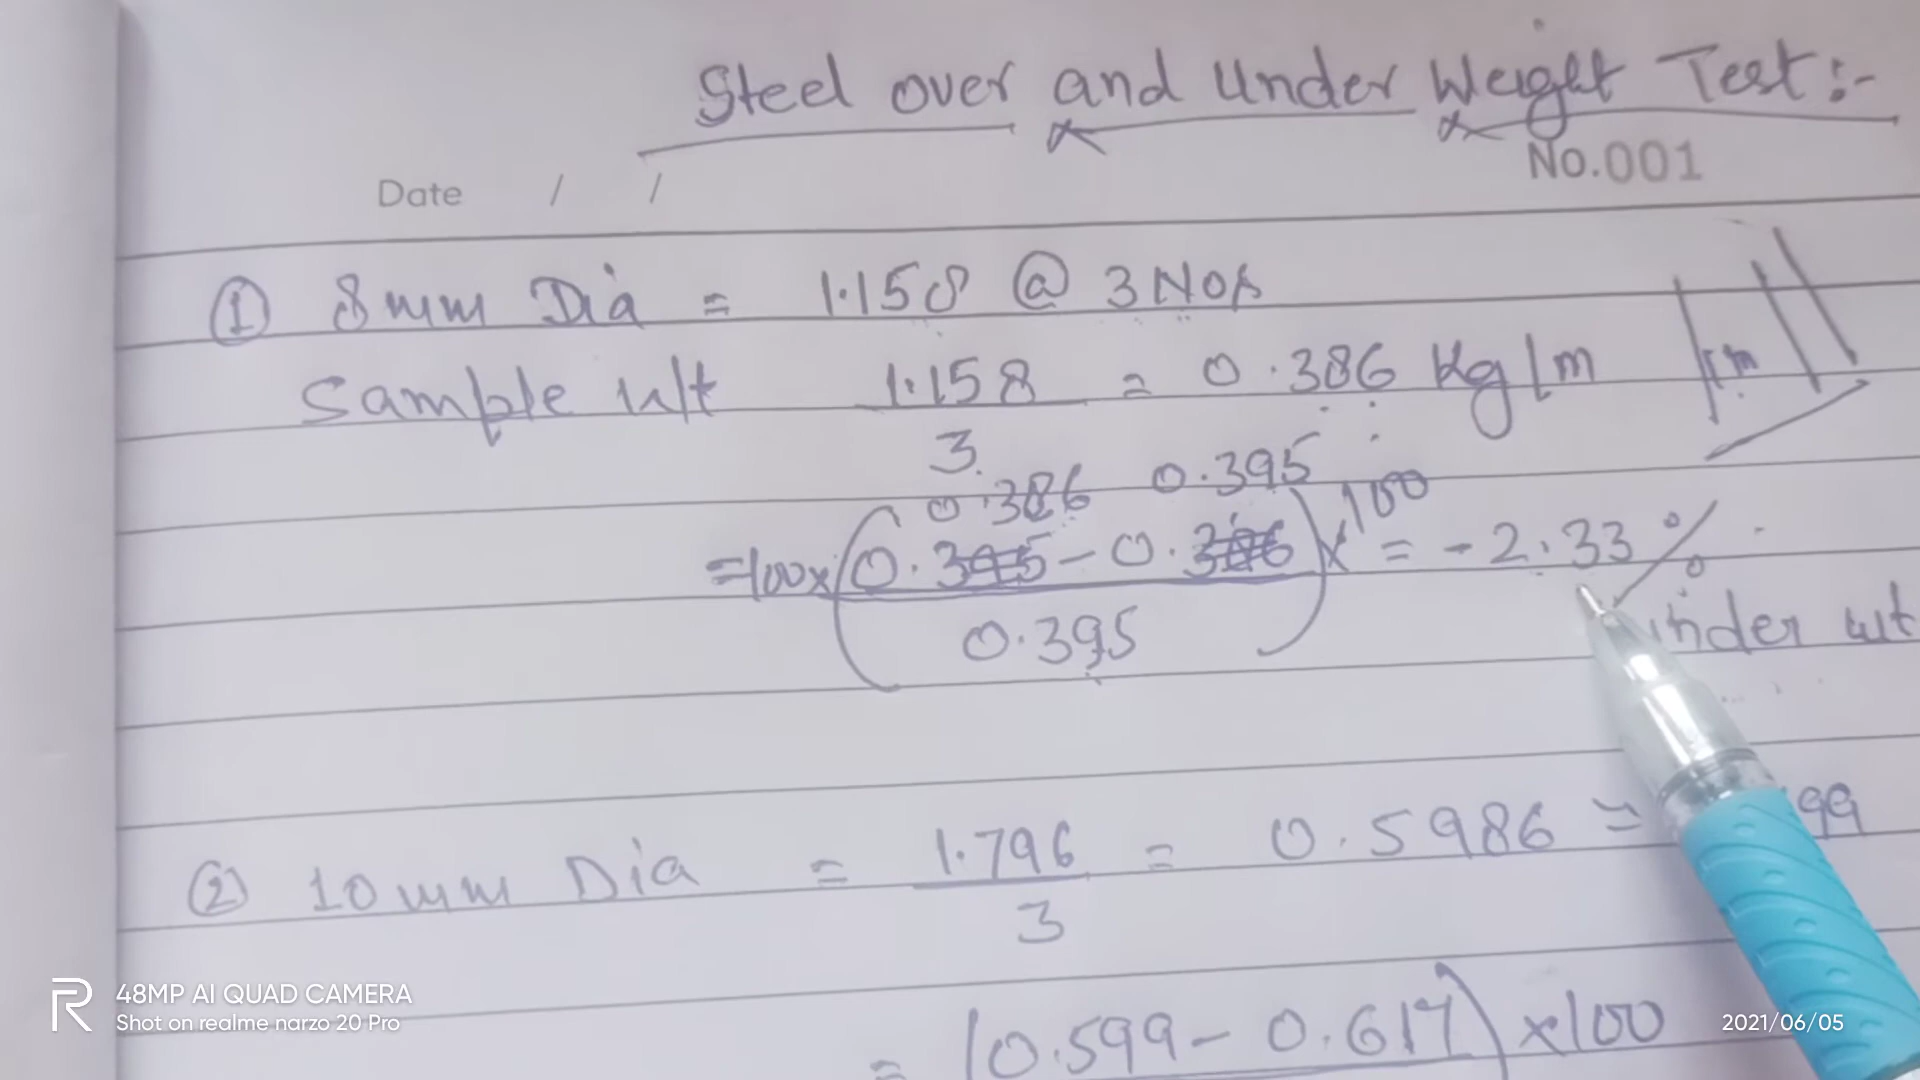 Steel over and Under Weight Test:-
No.001
Date / /
① 8mm Dia = 1.158 @ 3 Nos
Sample wt 1.158 = 0.386 Kg/m
3
0.386 0.395
=100x(0.395-0.386)x100 = -2.33%
0.395
under wt
② 10mm Dia = 1.796 = 0.5986 = 99
3
= (0.599-0.617)x100
48MP AI QUAD CAMERA
Shot on realme narzo 20 Pro
2021/06/05